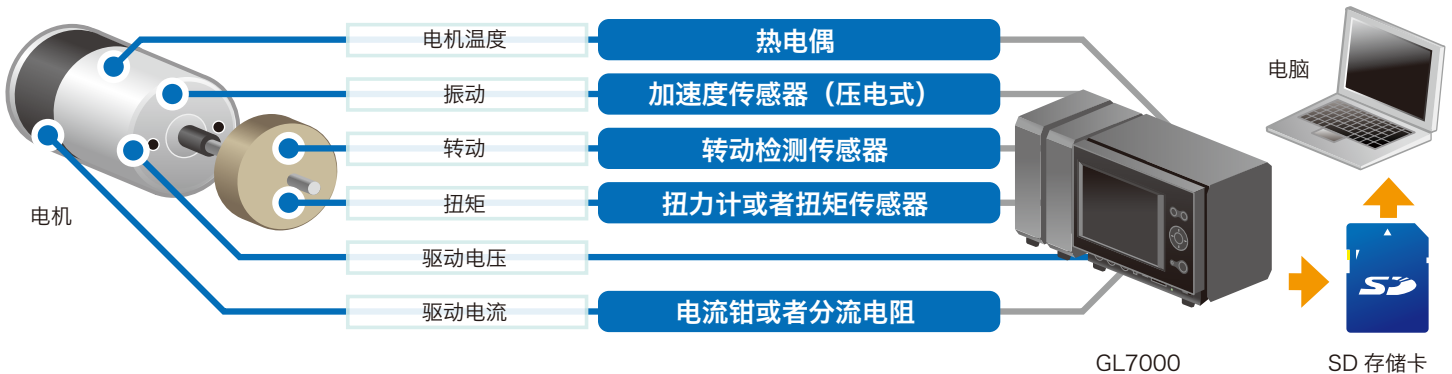 电机温度
热电偶
振动
加速度传感器（压电式）
转动
转动检测传感器
扭矩
扭力计或者扭矩传感器
驱动电压
驱动电流
电流钳或者分流电阻
电机
电脑
GL7000
SD
SD 存储卡